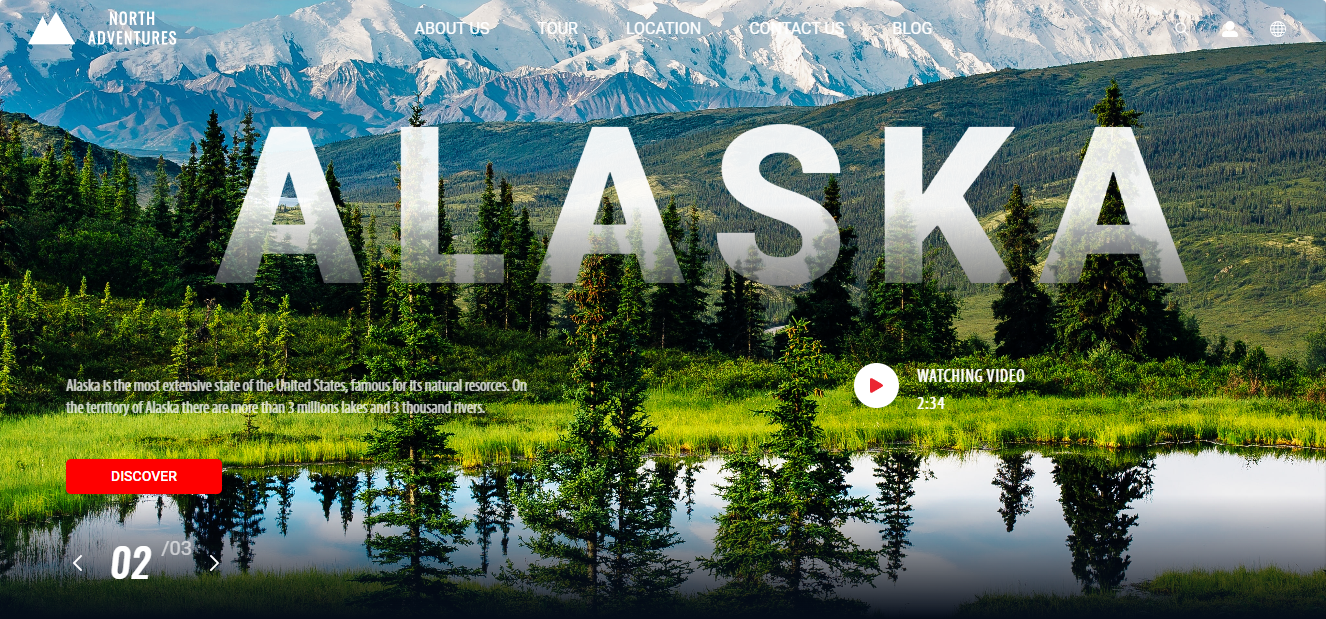 NORTH
ADVENTURES
ABOUT US TOUR LOCATION CONTACT US BLOG
ALASKA
Alaska is the most extensive state of the United States, famous for its natural resorces. On
the territory of Alaska there are more than 3 millions lakes and 3 thousand rivers.
WATCHING VIDEO
2:34
DISCOVER
02 /03